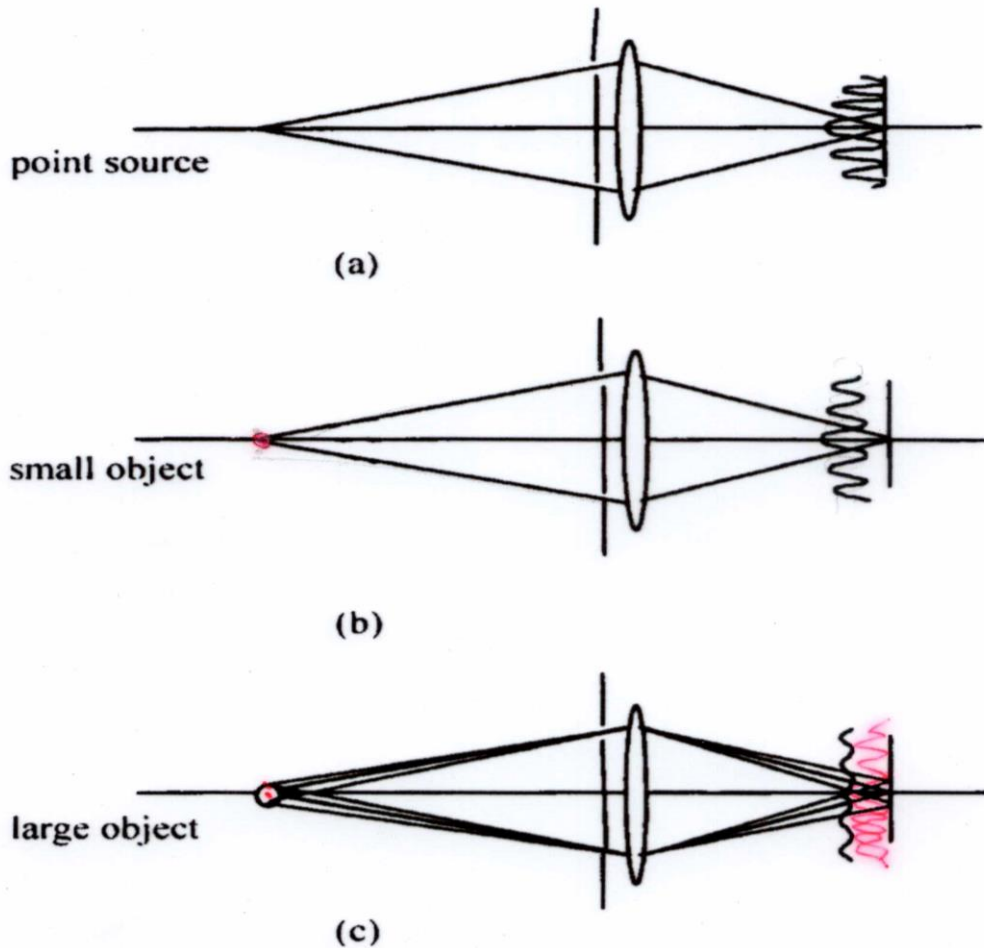 point source
(a)
small object
(b)
large object
(c)